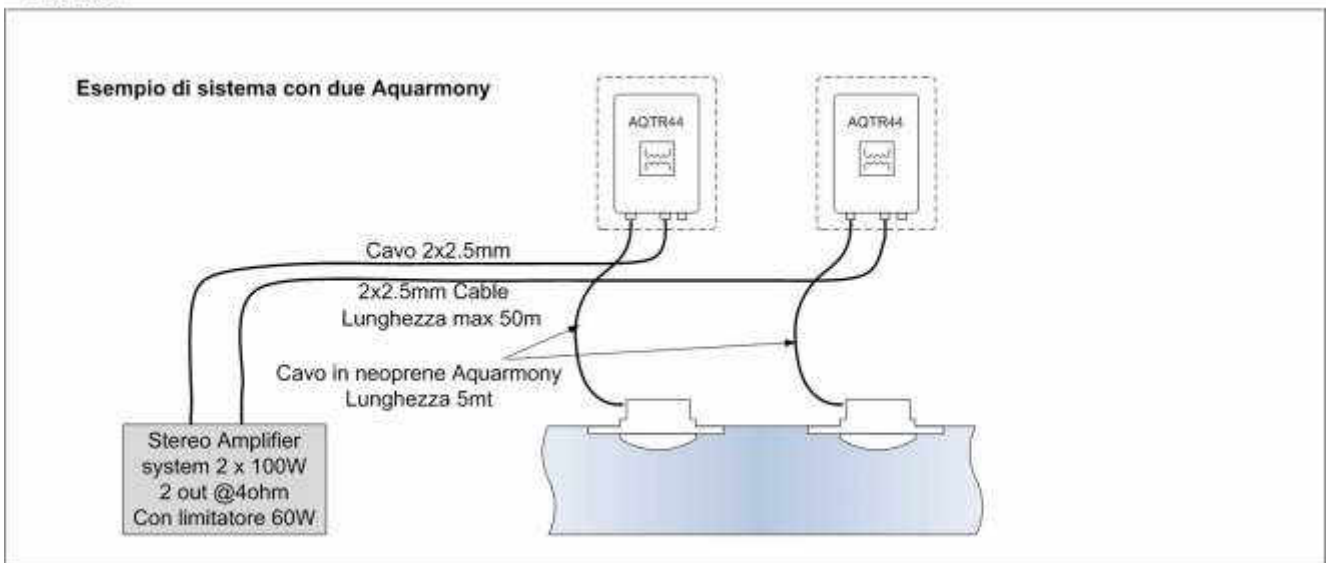 Esempio di sistema con due Aquarmony
AQTR44
AQTR44
Cavo 2x2.5mm
2x2.5mm Cable
Lunghezza max 50m
Cavo in neoprene Aquarmony
Lunghezza 5mt
Stereo Amplifier
system 2 x 100W
2 out @4ohm
Con limitatore 60W